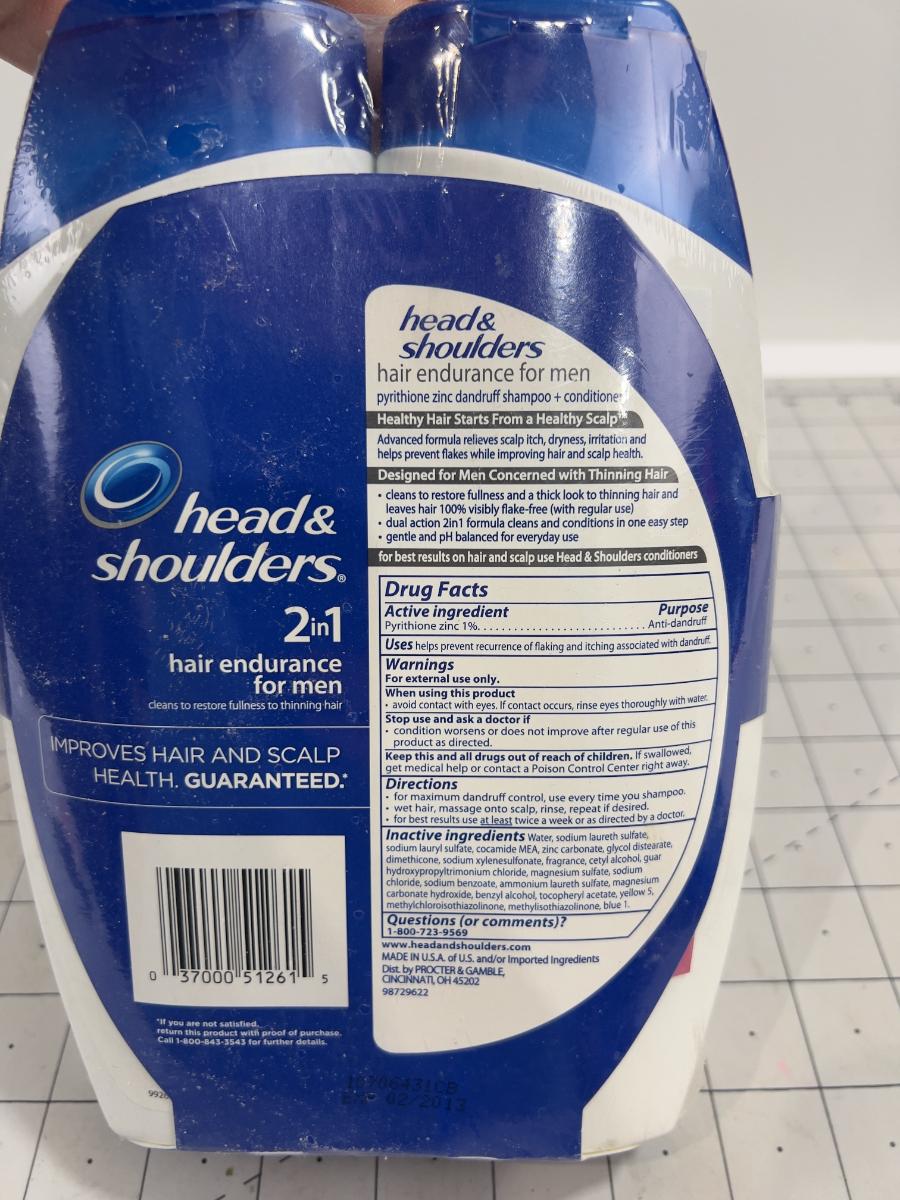 head&
shoulders®
2in1
hair endurance
for men
cleans to restore fullness to thinning hair
IMPROVES HAIR AND SCALP
HEALTH. GUARANTEED.*
0 37000 51261 5
*If you are not satisfied,
return this product with proof of purchase.
Call 1-800-843-3543 for further details.
head&
shoulders
hair endurance for men
pyrithione zinc dandruff shampoo + conditioner
Healthy Hair Starts From a Healthy Scalp™
Advanced formula relieves scalp itch, dryness, irritation and
helps prevent flakes while improving hair and scalp health.
Designed for Men Concerned with Thinning Hair
• cleans to restore fullness and a thick look to thinning hair and
leaves hair 100% visibly flake-free (with regular use)
• dual action 2in1 formula cleans and conditions in one easy step
• gentle and pH balanced for everyday use
for best results on hair and scalp use Head & Shoulders conditioners
Drug Facts
Active ingredient Purpose
Pyrithione zinc 1%. . . . . . . . . . . . . . . . . . . . . . . . . . . Anti-dandruff
Uses helps prevent recurrence of flaking and itching associated with dandruff.
Warnings
For external use only.
When using this product
• avoid contact with eyes. If contact occurs, rinse eyes thoroughly with water.
Stop use and ask a doctor if
• condition worsens or does not improve after regular use of this
product as directed.
Keep this and all drugs out of reach of children. If swallowed,
get medical help or contact a Poison Control Center right away.
Directions
• for maximum dandruff control, use every time you shampoo.
• wet hair, massage onto scalp, rinse, repeat if desired.
• for best results use at least twice a week or as directed by a doctor.
Inactive ingredients Water, sodium laureth sulfate,
sodium lauryl sulfate, cocamide MEA, zinc carbonate, glycol distearate,
dimethicone, sodium xylenesulfonate, fragrance, cetyl alcohol, guar
hydroxypropyltrimonium chloride, magnesium sulfate, sodium
chloride, sodium benzoate, ammonium laureth sulfate, magnesium
carbonate hydroxide, benzyl alcohol, tocopheryl acetate, yellow 5,
methylchloroisothiazolinone, methylisothiazolinone, blue 1.
Questions (or comments)?
1-800-723-9569
www.headandshoulders.com
MADE IN U.S.A. of U.S. and/or Imported Ingredients
Dist. by PROCTER & GAMBLE,
CINCINNATI, OH 45202
98729622
EXP 02/2013